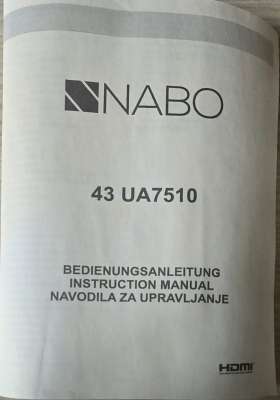 NABO
43 UA7510
BEDIENUNGSANLEITUNG
INSTRUCTION MANUAL
NAVODILA ZA UPRAVLJANJE
HDMI